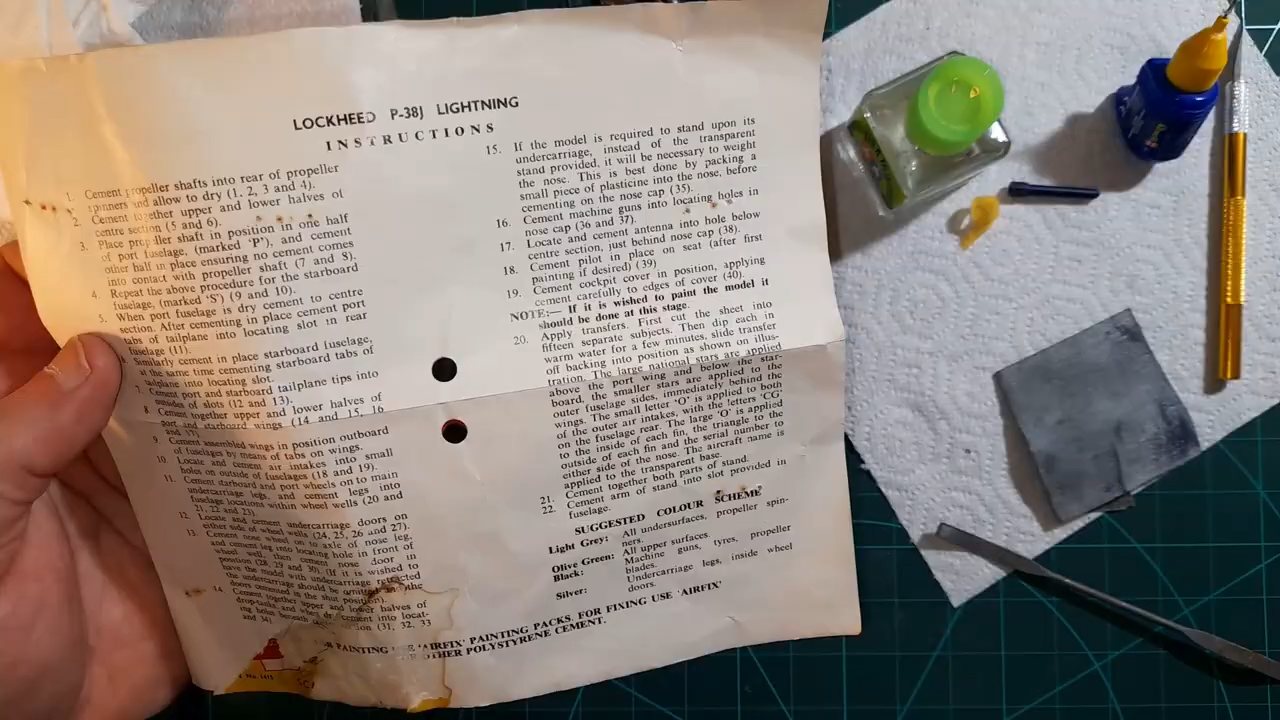 LOCKHEED P-38J LIGHTNING
INSTRUCTIONS
1. Cement propeller shafts into rear of propeller
spinners and allow to dry (1, 2, 3 and 4).
2. Cement together upper and lower halves of
centre section (5 and 6).
3. Place propeller shaft in position in one half
of port fuselage, (marked 'P'), and cement
other half in place ensuring no cement comes
into contact with propeller shaft (7 and 8).
4. Repeat the above procedure for the starboard
fuselage, (marked 'S') (9 and 10).
5. When port fuselage is dry cement to centre
section. After cementing in place cement port
tabs of tailplane into locating slot in rear
fuselage (11).
Similarly cement in place starboard fuselage,
at the same time cementing starboard tabs of
tailplane into locating slot.
7. Cement port and starboard tailplane tips into
outsides of slots (12 and 13).
8. Cement together upper and lower halves of
port and starboard wings (14 and 15, 16
and 17).
9. Cement assembled wings in position outboard
of fuselages by means of tabs on wings.
10. Locate and cement air intakes into small
holes on outside of fuselages (18 and 19).
11. Cement starboard and port wheels on to main
undercarriage legs, and cement legs into
fuselage locations within wheel wells (20 and
21, 22 and 23).
12. Locate and cement undercarriage doors on
either side of wheel wells (24, 25, 26 and 27).
13. Cement nose wheel on to axle of nose leg,
and cement leg into locating hole in front of
wheel well, then cement nose door in
position (28, 29 and 30). (If it is wished to
have the model with undercarriage retracted
the undercarriage should be omitted and the
doors cemented in the shut position).
14. Cement together upper and lower halves of
drop-tanks, and when dry cement into locat-
ing holes beneath (31, 32, 33
and 34).
15. If the model is required to stand upon its
undercarriage, instead of the transparent
stand provided, it will be necessary to weight
the nose. This is best done by packing a
small piece of plasticine into the nose, before
cementing on the nose cap (35).
16. Cement machine guns into locating holes in
nose cap (36 and 37).
17. Locate and cement antenna into hole below
centre section, just behind nose cap (38).
18. Cement pilot in place on seat (after first
painting if desired) (39)
19. Cement cockpit cover in position, applying
cement carefully to edges of cover (40).
NOTE:— If it is wished to paint the model it
should be done at this stage.
20. Apply transfers. First cut the sheet into
fifteen separate subjects. Then dip each in
warm water for a few minutes, slide transfer
off backing into position as shown on illus-
tration. The large national stars are applied
above the port wing and below the star-
board, the smaller stars are applied to the
outer fuselage sides, immediately behind the
wings. The small letter 'O' is applied to both
of the outer air intakes, with the letters 'CG'
on the fuselage rear. The large 'O' is applied
to the inside of each fin, the triangle to the
outside of each fin and the serial number to
either side of the nose. The aircraft name is
applied to the transparent base.
21. Cement together both parts of stand.
22. Cement arm of stand into slot provided in
fuselage.
SUGGESTED COLOUR SCHEME
Light Grey: All undersurfaces, propeller spin-
ners.
Olive Green: All upper surfaces.
Black: Machine guns, tyres, propeller
blades.
Silver: Undercarriage legs, inside wheel
doors.
PAINTING USE 'AIRFIX' PAINTING PACKS. FOR FIXING USE 'AIRFIX'
OTHER POLYSTYRENE CEMENT.